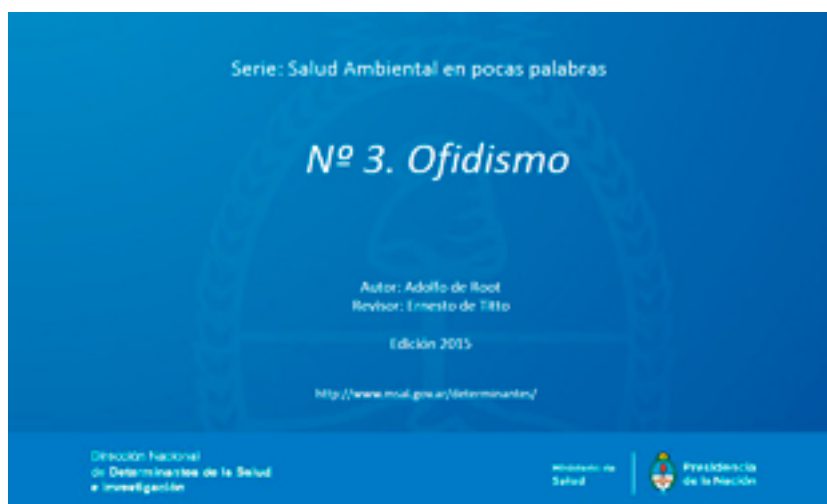 Serie: Salud Ambiental en pocas palabras
Nº 3. Ofidismo
Autor: Adolfo de Root
Revisor: Ernesto de Titto
Edición 2015
http://www.msal.gov.ar/determinantes/
Dirección Nacional
de Determinantes de la Salud
e Investigación
Ministerio de
Salud
Presidencia
de la Nación